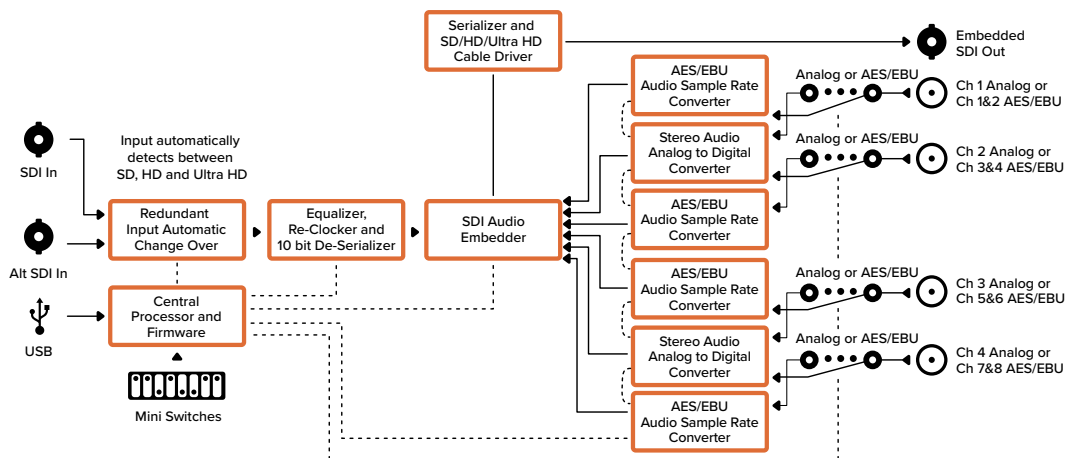 Serializer and
SD/HD/Ultra HD
Cable Driver
Embedded
SDI Out
AES/EBU
Audio Sample Rate
Converter
Analog or AES/EBU
Ch 1 Analog or
Ch 1&2 AES/EBU
Input automatically
detects between
SD, HD and Ultra HD
SDI In
Stereo Audio
Analog to Digital
Converter
Analog or AES/EBU
Ch 2 Analog or
Ch 3&4 AES/EBU
Redundant
Input Automatic
Change Over
Equalizer,
Re-Clocker and
10 bit De-Serializer
SDI Audio
Embedder
AES/EBU
Audio Sample Rate
Converter
Alt SDI In
AES/EBU
Audio Sample Rate
Converter
Analog or AES/EBU
Ch 3 Analog or
Ch 5&6 AES/EBU
Central
Processor and
Firmware
USB
Stereo Audio
Analog to Digital
Converter
Analog or AES/EBU
Ch 4 Analog or
Ch 7&8 AES/EBU
Mini Switches
AES/EBU
Audio Sample Rate
Converter